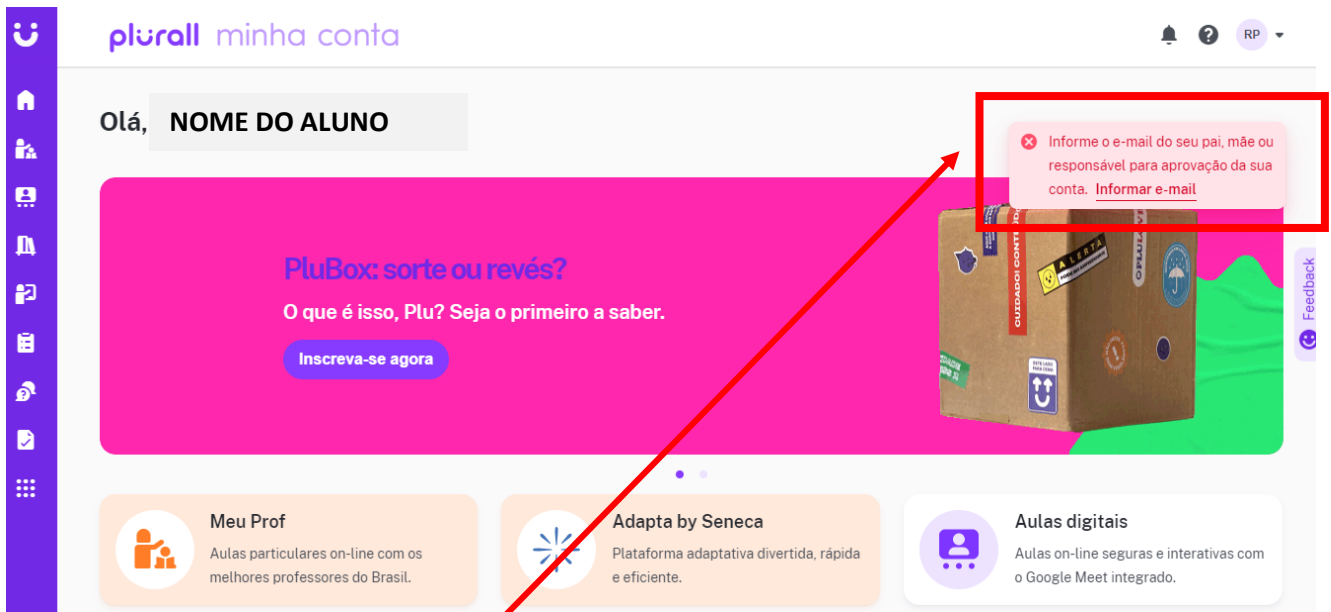 plurall minha conta
RP
Olá, NOME DO ALUNO
Informe o e-mail do seu pai, mãe ou
responsável para aprovação da sua
conta. Informar e-mail
PluBox: sorte ou revés?
O que é isso, Plu? Seja o primeiro a saber.
Inscreva-se agora
CUIDADO! CONTEÚDO
ALERTA
Feedback
Meu Prof
Aulas particulares on-line com os
melhores professores do Brasil.
Adapta by Seneca
Plataforma adaptativa divertida, rápida
e eficiente.
Aulas digitais
Aulas on-line seguras e interativas com
o Google Meet integrado.